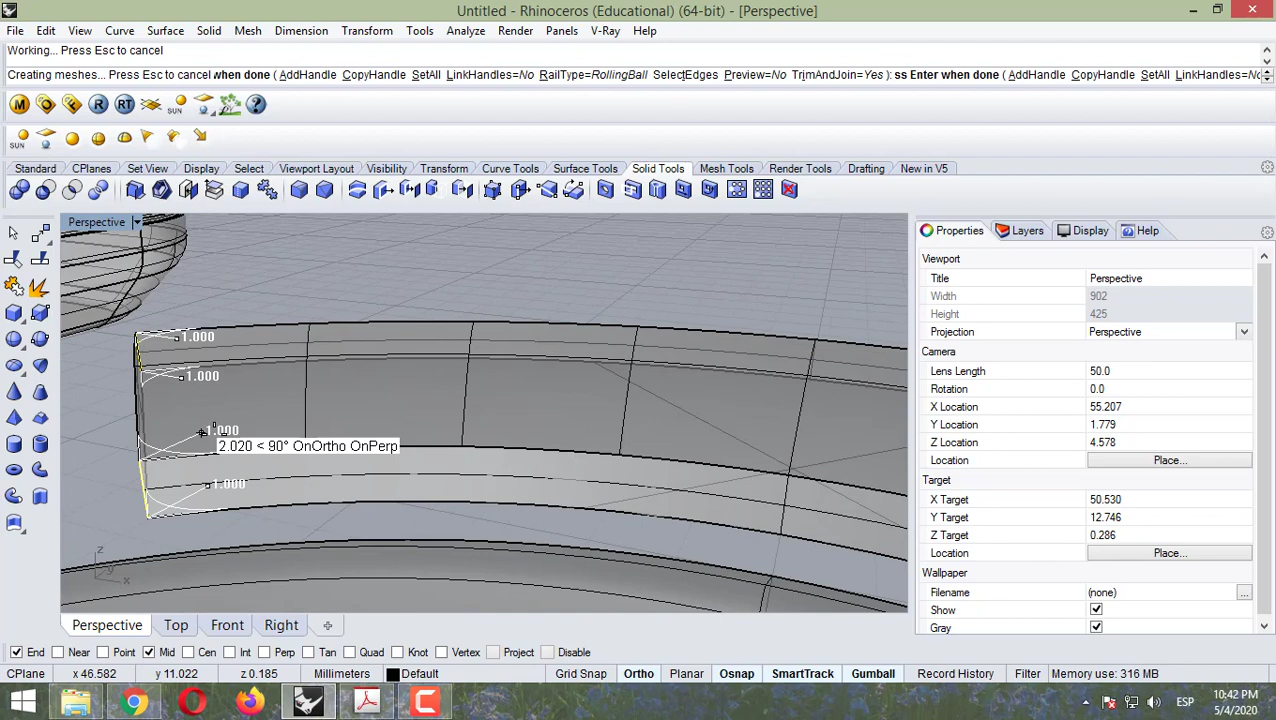 Untitled - Rhinoceros (Educational) (64-bit) - [Perspective]
File Edit View Curve Surface Solid Mesh Dimension Transform Tools Analyze Render Panels V-Ray Help
Working... Press Esc to cancel
Creating meshes... Press Esc to cancel when done ( AddHandle CopyHandle SetAll LinkHandles=No RailType=RollingBall SelectEdges Preview=No TrimAndJoin=Yes ): ss Enter when done ( AddHandle CopyHandle SetAll LinkHandles=No
M O F R RT SUN
SUN
Standard CPlanes Set View Display Select Viewport Layout Visibility Transform Curve Tools Surface Tools Solid Tools Mesh Tools Render Tools Drafting New in V5
Perspective
Properties Layers Display Help
Viewport
Title Perspective
Width 902
Height 425
Projection Perspective
Camera
Lens Length 50.0
Rotation 0.0
X Location 55.207
Y Location 1.779
Z Location 4.578
Location Place...
Target
X Target 50.530
Y Target 12.746
Z Target 0.286
Location Place...
Wallpaper
Filename (none) ...
Show
Gray
1.000
1.000
1.000
2.020 < 90° OnOrtho OnPerp
1.000
z
y
x
Perspective Top Front Right
End Near Point Mid Cen Int Perp Tan Quad Knot Vertex Project Disable
CPlane x 46.582 y 11.022 z 0.185 Millimeters Default Grid Snap Ortho Planar Osnap SmartTrack Gumball Record History Filter Memory use: 316 MB
ESP
10:42 PM
5/4/2020